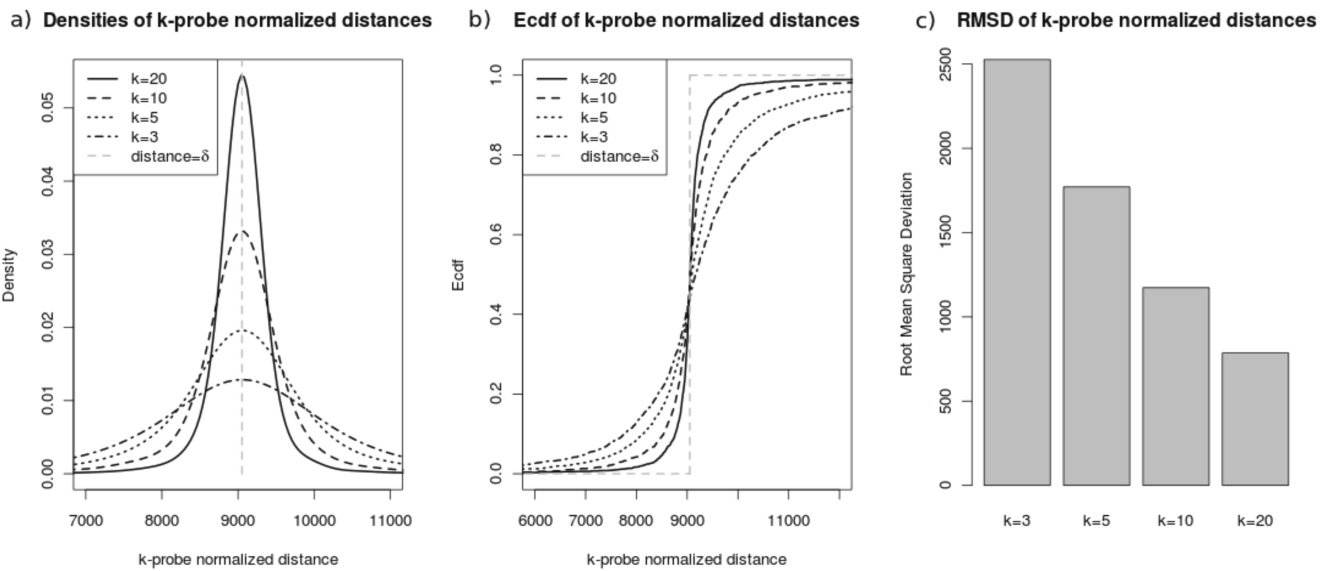 a) Densities of k-probe normalized distances
k=20
k=10
k=5
k=3
distance=δ
Density
0.00 0.01 0.02 0.03 0.04 0.05
7000 8000 9000 10000 11000
k-probe normalized distance
b) Ecdf of k-probe normalized distances
k=20
k=10
k=5
k=3
distance=δ
Ecdf
0.0 0.2 0.4 0.6 0.8 1.0
6000 7000 8000 9000 11000
k-probe normalized distance
c) RMSD of k-probe normalized distances
Root Mean Square Deviation
0 500 1000 1500 2000 2500
k=3 k=5 k=10 k=20